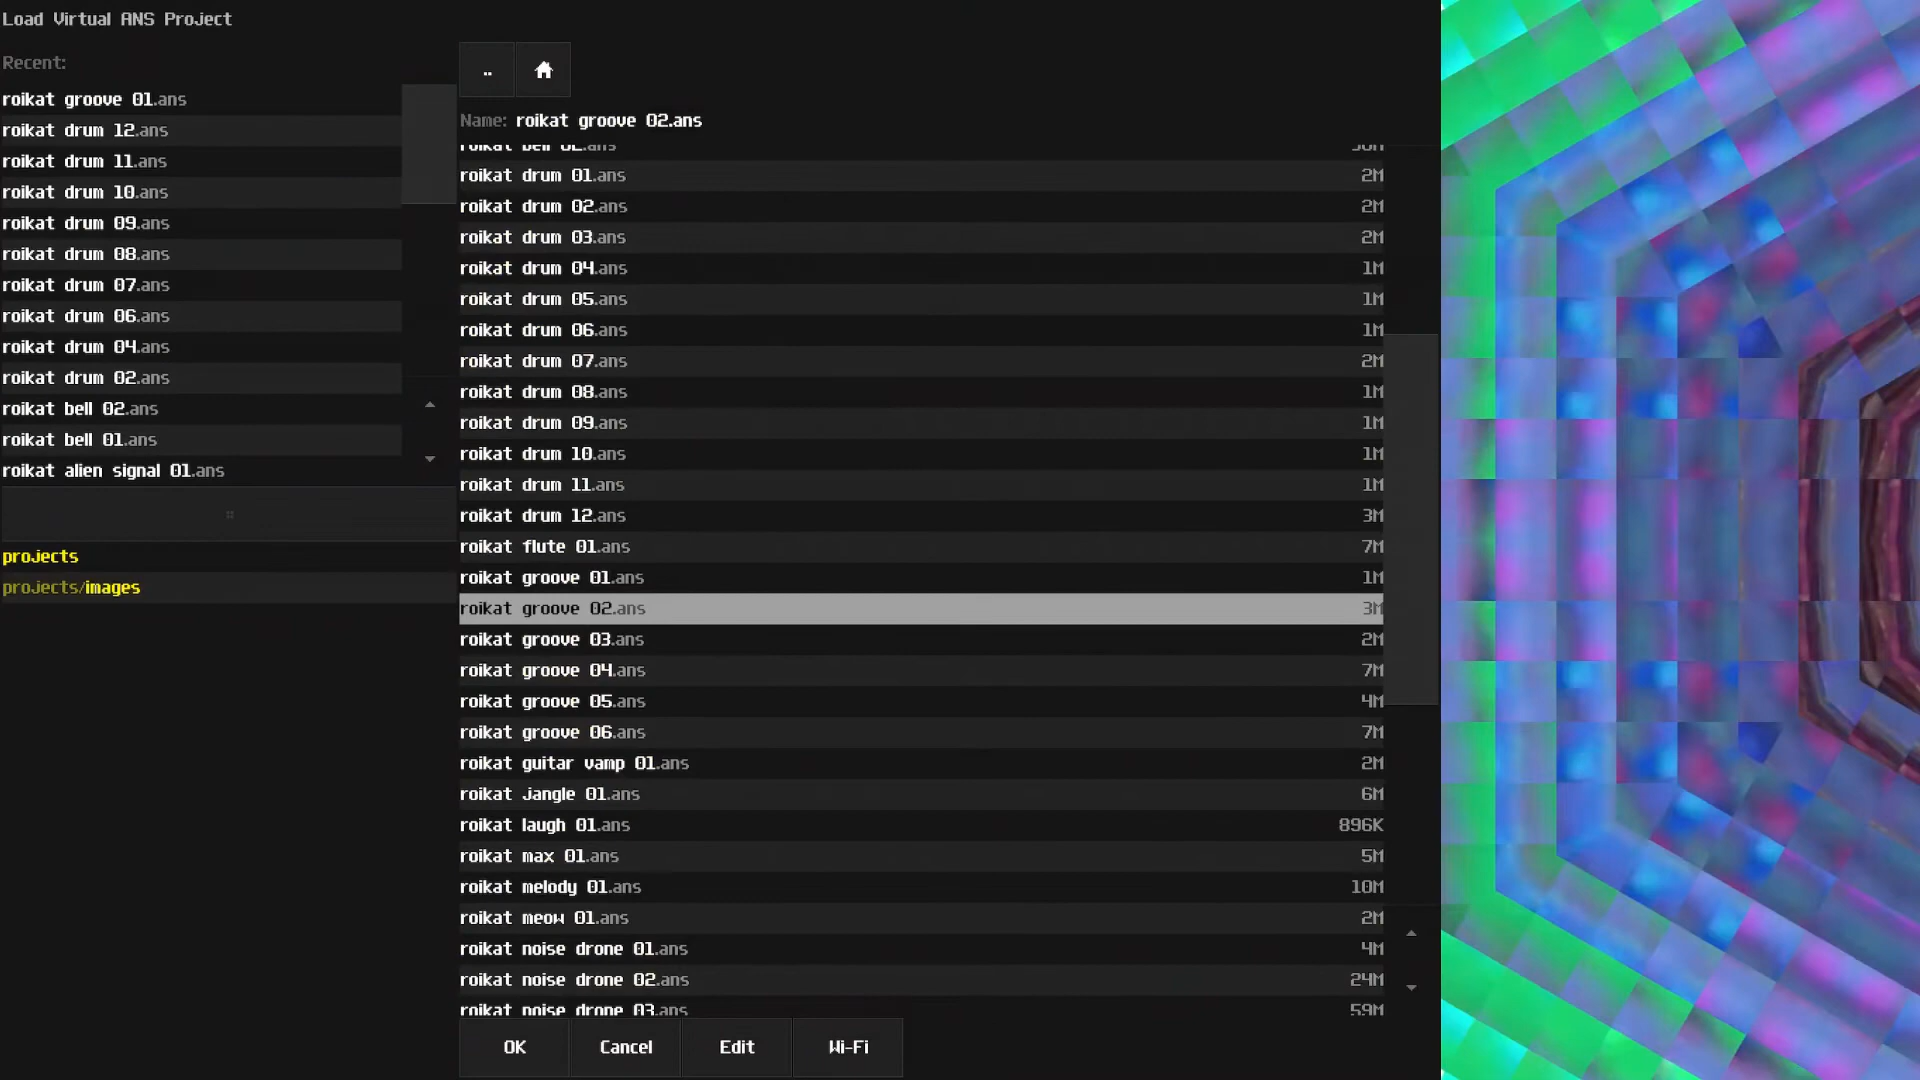 Load Virtual ANS Project
Recent:
roikat groove 01.ans
roikat drum 12.ans
roikat drum 11.ans
roikat drum 10.ans
roikat drum 09.ans
roikat drum 08.ans
roikat drum 07.ans
roikat drum 06.ans
roikat drum 04.ans
roikat drum 02.ans
roikat bell 02.ans
roikat bell 01.ans
roikat alien signal 01.ans
projects
projects/images
..
Name: roikat groove 02.ans
roikat bell 02.ans
roikat drum 01.ans 2M
roikat drum 02.ans 2M
roikat drum 03.ans 2M
roikat drum 04.ans 1M
roikat drum 05.ans 1M
roikat drum 06.ans 1M
roikat drum 07.ans 2M
roikat drum 08.ans 1M
roikat drum 09.ans 1M
roikat drum 10.ans 1M
roikat drum 11.ans 1M
roikat drum 12.ans 3M
roikat flute 01.ans 7M
roikat groove 01.ans 1M
roikat groove 02.ans 3M
roikat groove 03.ans 2M
roikat groove 04.ans 7M
roikat groove 05.ans 4M
roikat groove 06.ans 7M
roikat guitar vamp 01.ans 2M
roikat jangle 01.ans 6M
roikat laugh 01.ans 896K
roikat max 01.ans 5M
roikat melody 01.ans 10M
roikat meow 01.ans 2M
roikat noise drone 01.ans 4M
roikat noise drone 02.ans 24M
roikat noise drone 03.ans 59M
OK Cancel Edit Wi-Fi